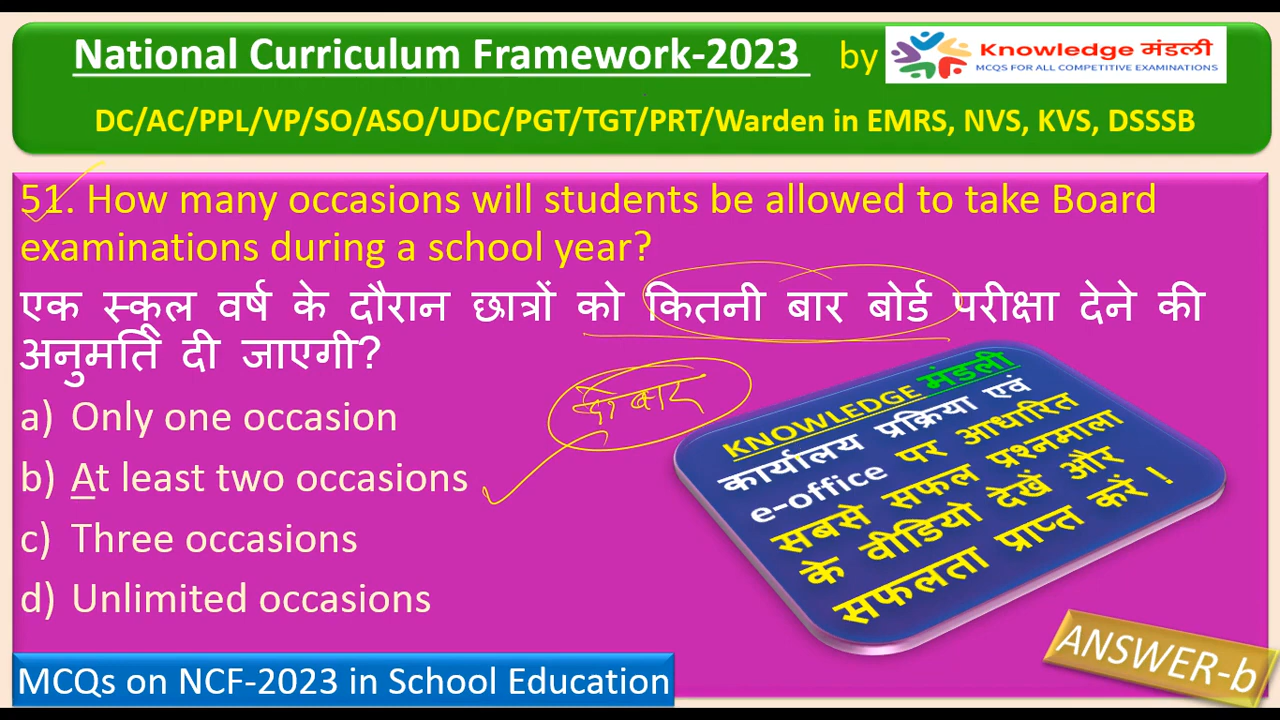 National Curriculum Framework-2023 by Knowledge मंडली
MCQS FOR ALL COMPETITIVE EXAMINATIONS
DC/AC/PPL/VP/SO/ASO/UDC/PGT/TGT/PRT/Warden in EMRS, NVS, KVS, DSSSB
51. How many occasions will students be allowed to take Board
examinations during a school year?
एक स्कूल वर्ष के दौरान छात्रों को कितनी बार बोर्ड परीक्षा देने की
अनुमति दी जाएगी?
दो बार
a) Only one occasion
b) At least two occasions
c) Three occasions
d) Unlimited occasions
KNOWLEDGE मंडली
कार्यालय प्रक्रिया एवं
e-office पर आधारित
सबसे सफल प्रश्नमाला
के वीडियो देखें और
सफलता प्राप्त करें !
ANSWER-b
MCQs on NCF-2023 in School Education